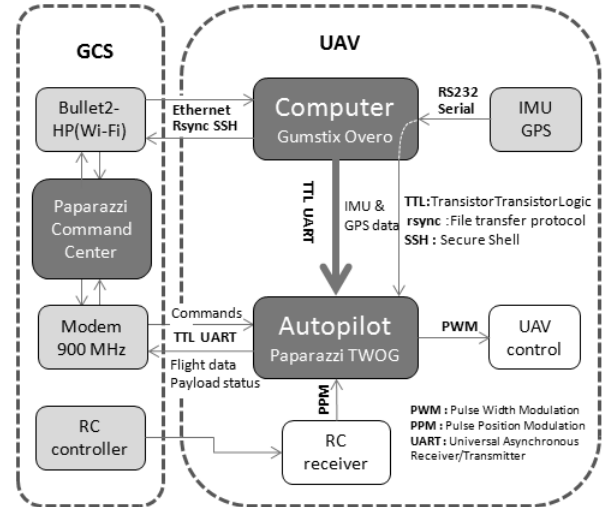 GCS
UAV
Bullet2-
HP(Wi-Fi)
Ethernet
Rsync SSH
Computer
Gumstix Overo
RS232
Serial
IMU
GPS
Paparazzi
Command
Center
TTL UART
IMU &
GPS data
TTL:TransistorTransistorLogic
rsync :File transfer protocol
SSH : Secure Shell
Modem
900 MHz
Commands
TTL UART
Flight data
Payload status
Autopilot
Paparazzi TWOG
PWM
UAV
control
PPM
RC
controller
RC
receiver
PWM : Pulse Width Modulation
PPM : Pulse Position Modulation
UART : Universal Asynchronous
Receiver/Transmitter